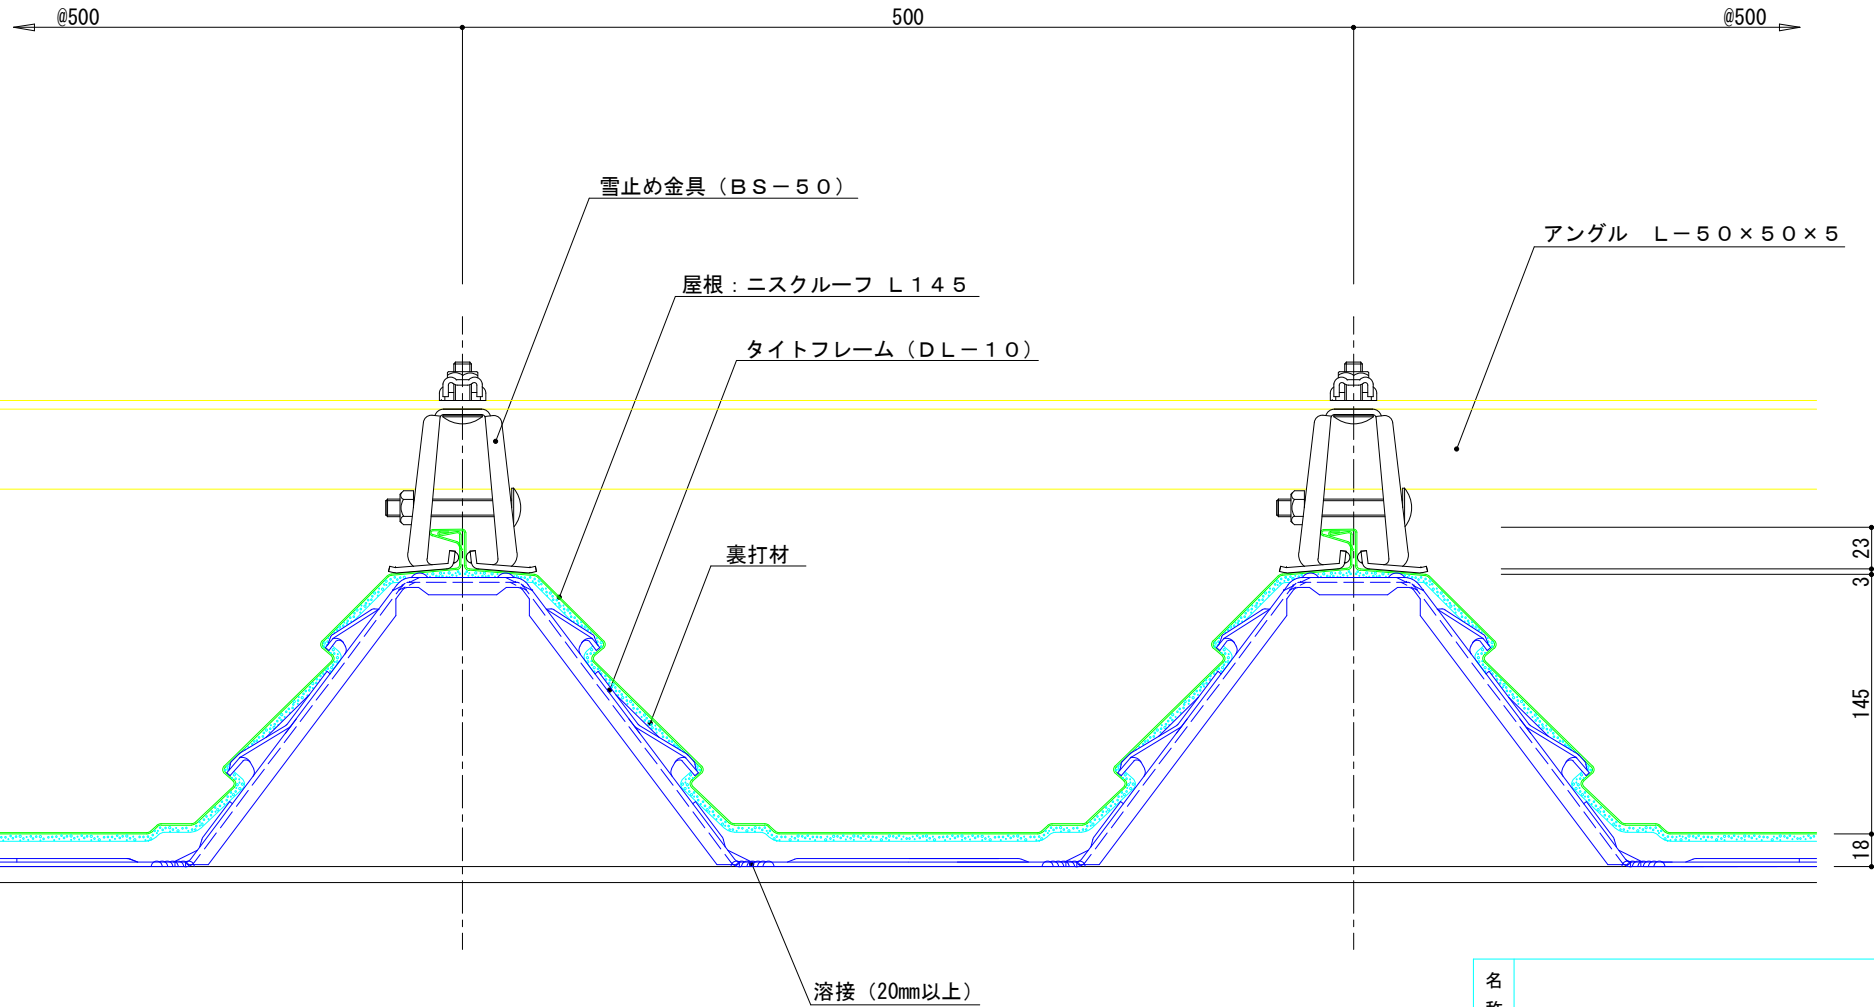 @500
500
@500
雪止め金具（ＢＳ－５０）
アングル　Ｌ－５０×５０×５
屋根：ニスクルーフ Ｌ１４５
タイトフレーム（ＤＬ－１０）
裏打材
23
3
145
18
溶接（20mm以上）
名
称